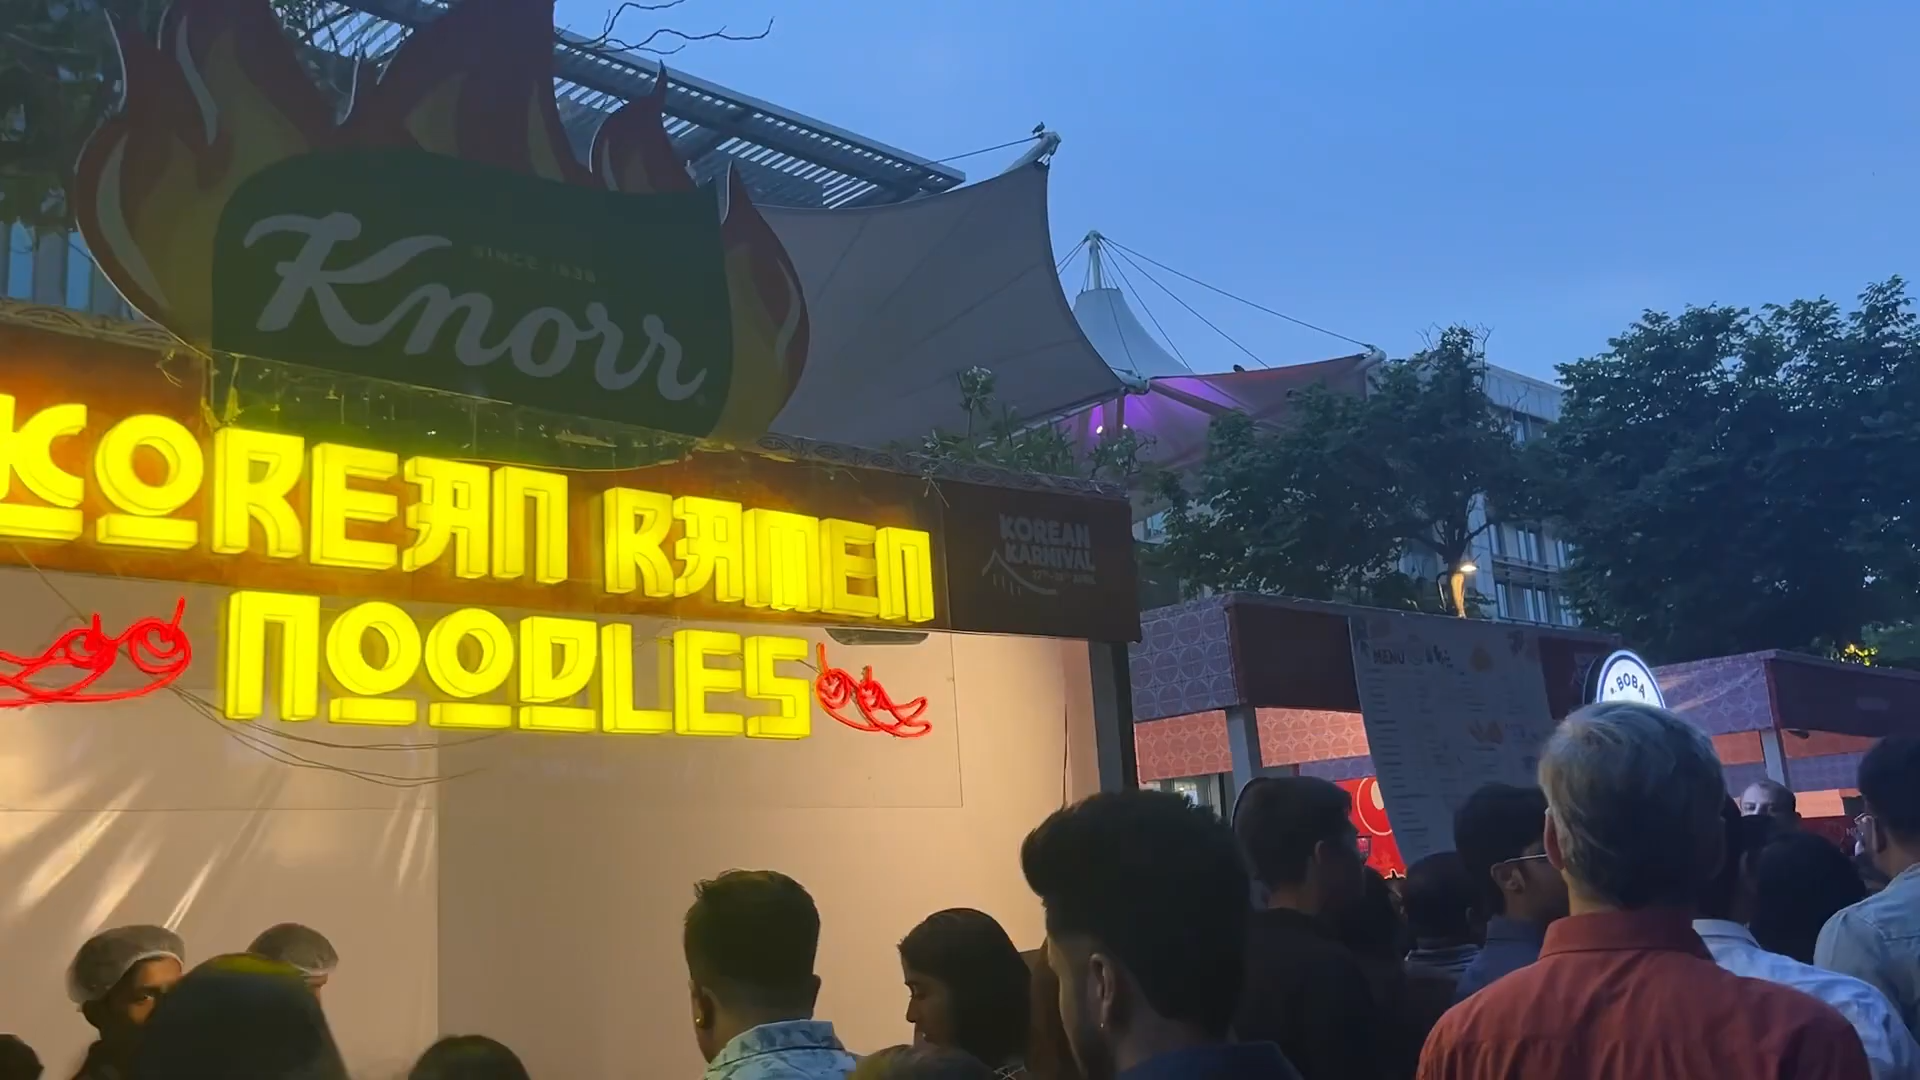 SINCE 1838
Knorr
KOREAN RAMEN
NOODLES
KOREAN
KARNIVAL
MENU
BOBA